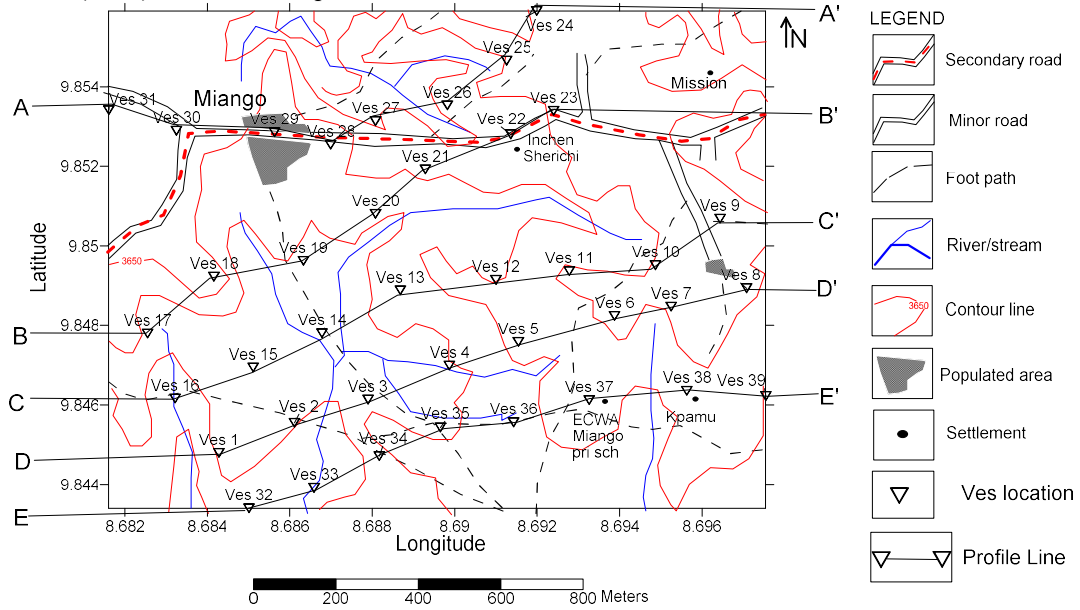 A'
Ves 24
N
Ves 25
Mission
9.854
Ves 31
Miango
Ves 26
Ves 27
Ves 23
A
B'
Ves 30
Ves 29
Ves 28
Ves 22
Inchen
Sherichi
Ves 21
9.852
Ves 20
Ves 9
C'
9.85
Ves 19
Ves 10
3650
Ves 18
Ves 13
Ves 12
Ves 11
Ves 8
D'
Latitude
Ves 6
Ves 7
B
9.848
Ves 17
Ves 14
Ves 5
Ves 15
Ves 4
Ves 16
Ves 3
Ves 37
Ves 38
Ves 39
E'
C
9.846
Ves 2
Ves 35
Ves 36
ECWA
Miango
pri sch
Kpamu
Ves 1
Ves 34
D
Ves 33
9.844
Ves 32
E
8.682
8.684
8.686
8.688
8.69
8.692
8.694
8.696
Longitude
0
200
400
600
800
Meters
LEGEND
Secondary road
Minor road
Foot path
River/stream
3650
Contour line
Populated area
Settlement
Ves location
Profile Line